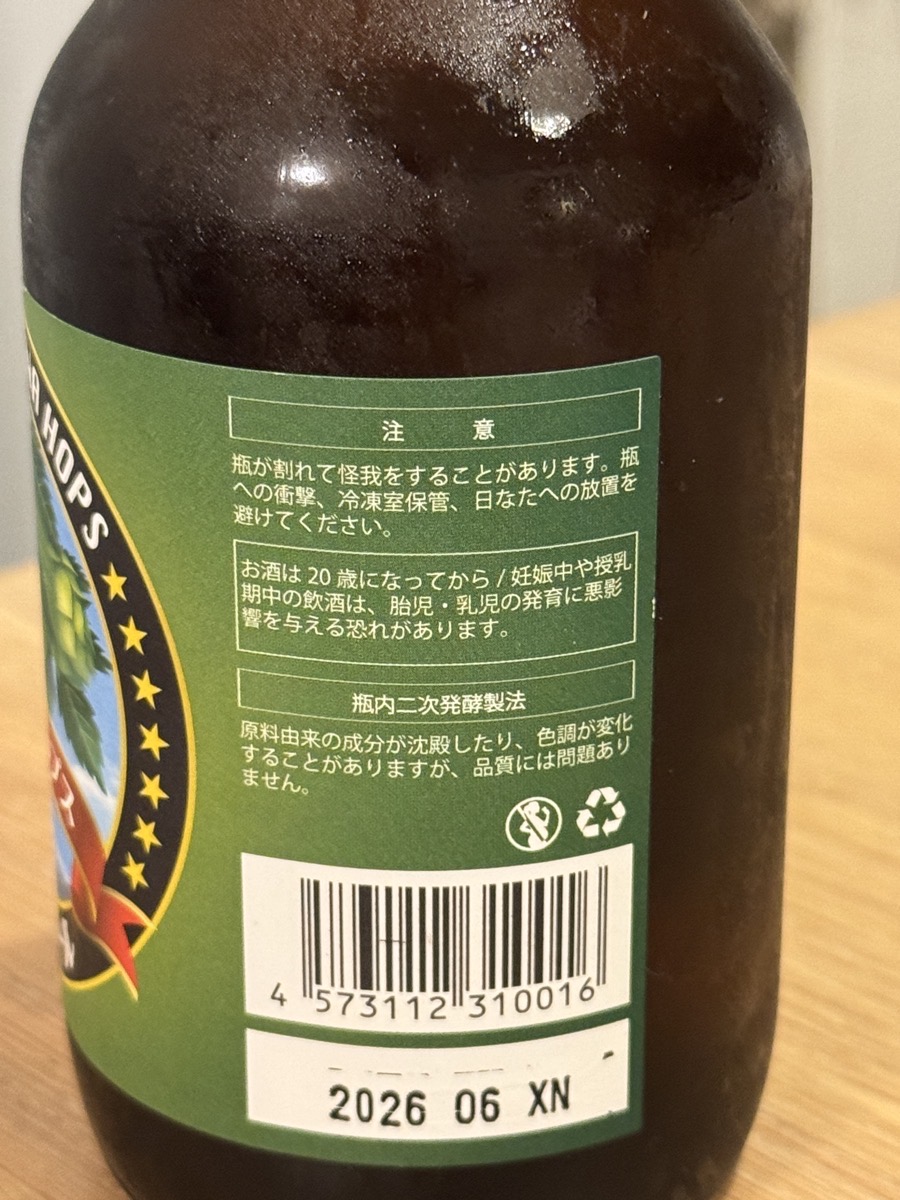 HOPS
注 意
瓶が割れて怪我をすることがあります。瓶
への衝撃、冷凍室保管、日なたへの放置を
避けてください。
お酒は 20 歳になってから / 妊娠中や授乳
期中の飲酒は、胎児・乳児の発育に悪影
響を与える恐れがあります。
瓶内二次発酵製法
原料由来の成分が沈殿したり、色調が変化
することがありますが、品質には問題あり
ません。
4 573112 310016
2026 06 XN